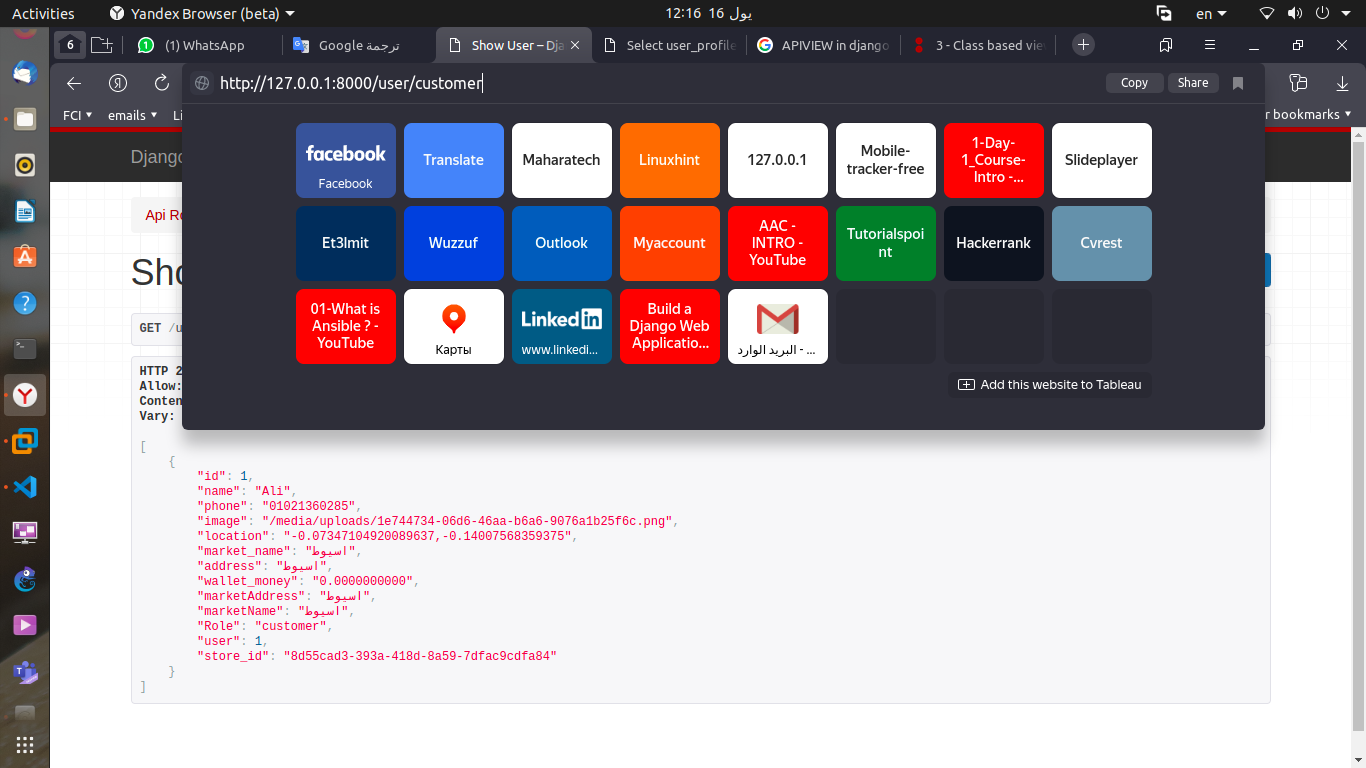 Activities
Yandex Browser (beta)
12:16 16 يول
en
6
(1) WhatsApp
Google ترجمة
Show User – Dja
Select user_profile
APIVIEW in django
3 - Class based vie
http://127.0.0.1:8000/user/customer
Copy
Share
FCI
emails
Li
r bookmarks
Django
facebook
Facebook
Translate
Maharatech
Linuxhint
127.0.0.1
Mobile-
tracker-free
1-Day-
1_Course-
Intro -...
Slideplayer
Et3lmit
Wuzzuf
Outlook
Myaccount
AAC -
INTRO -
YouTube
Tutorialspoi
nt
Hackerrank
Cvrest
01-What is
Ansible ? -
YouTube
Карты
Linkedin
www.linkedi...
Build a
Django Web
Applicatio...
البريد الوارد - ...
Add this website to Tableau
Api Ro
Sho
GET /u
HTTP 2
Allow:
Conten
Vary:
[
{
"id": 1,
"name": "Ali",
"phone": "01021360285",
"image": "/media/uploads/1e744734-06d6-46aa-b6a6-9076a1b25f6c.png",
"location": "-0.07347104920089637,-0.14007568359375",
"market_name": "اسيوط",
"address": "اسيوط",
"wallet_money": "0.0000000000",
"marketAddress": "اسيوط",
"marketName": "اسيوط",
"Role": "customer",
"user": 1,
"store_id": "8d55cad3-393a-418d-8a59-7dfac9cdfa84"
}
]